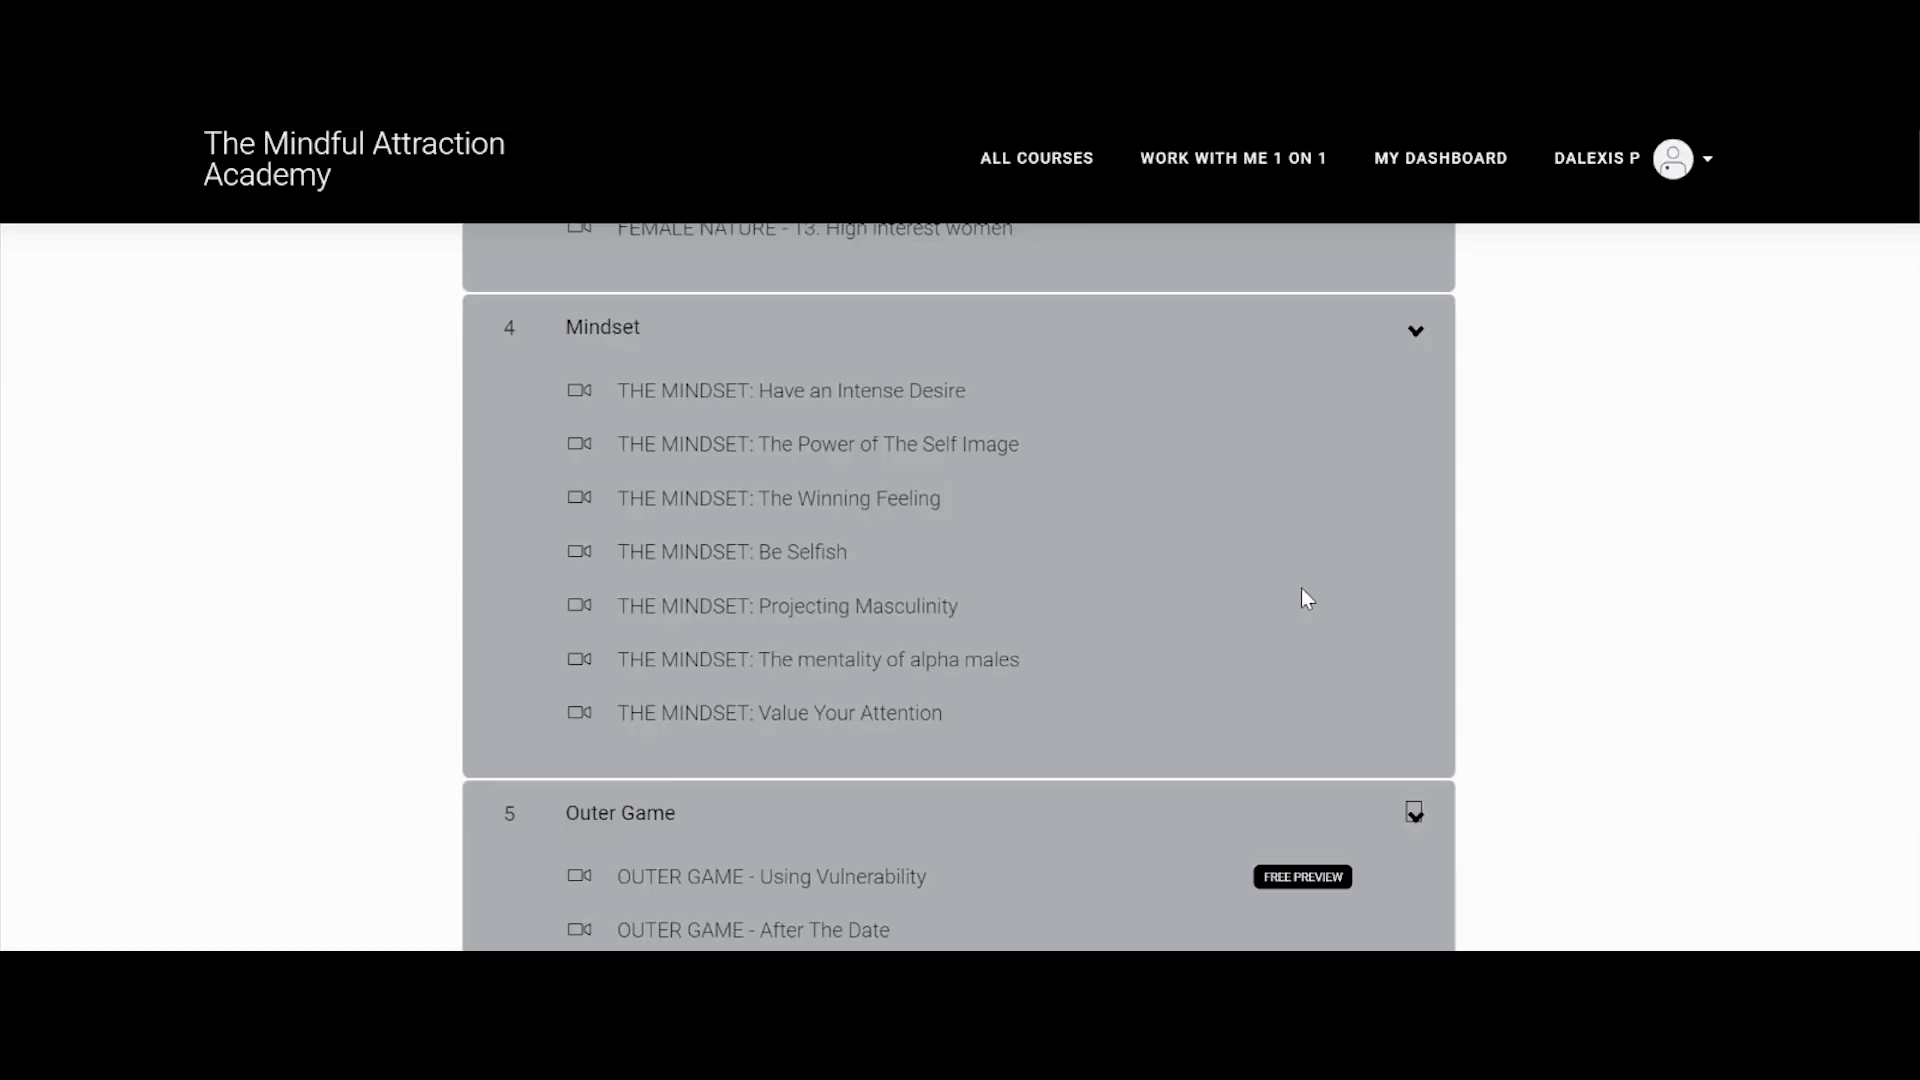 The Mindful Attraction
Academy
ALL COURSES
WORK WITH ME 1 ON 1
MY DASHBOARD
DALEXIS P
FEMALE NATURE - 13. High interest women
4 Mindset
THE MINDSET: Have an Intense Desire
THE MINDSET: The Power of The Self Image
THE MINDSET: The Winning Feeling
THE MINDSET: Be Selfish
THE MINDSET: Projecting Masculinity
THE MINDSET: The mentality of alpha males
THE MINDSET: Value Your Attention
5 Outer Game
OUTER GAME - Using Vulnerability
FREE PREVIEW
OUTER GAME - After The Date